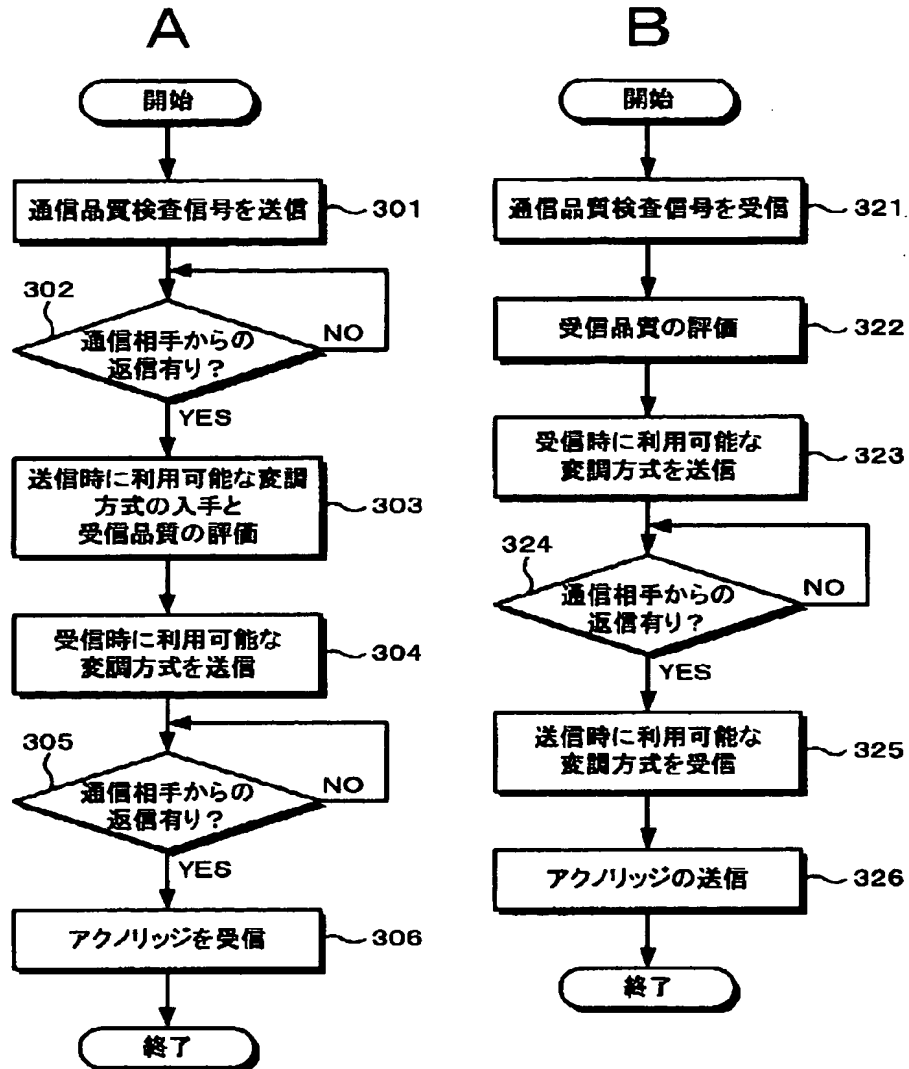 A
開始
通信品質検査信号を送信
301
302
通信相手からの
返信有り?
NO
YES
送信時に利用可能な変調
方式の入手と
受信品質の評価
303
受信時に利用可能な
変調方式を送信
304
305
通信相手からの
返信有り?
NO
YES
アクノリッジを受信
306
終了
B
開始
通信品質検査信号を受信
321
受信品質の評価
322
受信時に利用可能な
変調方式を送信
323
324
通信相手からの
返信有り?
NO
YES
送信時に利用可能な
変調方式を受信
325
アクノリッジの送信
326
終了